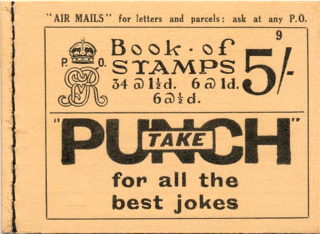 "AIR MAILS" for letters and parcels: ask at any P.O.
9
Book·of
STAMPS
P. O.
34 @ 1½d. 6 @ 1d.
6 @ ½d.
5/-
"PUNCH"
TAKE
for all the
best jokes